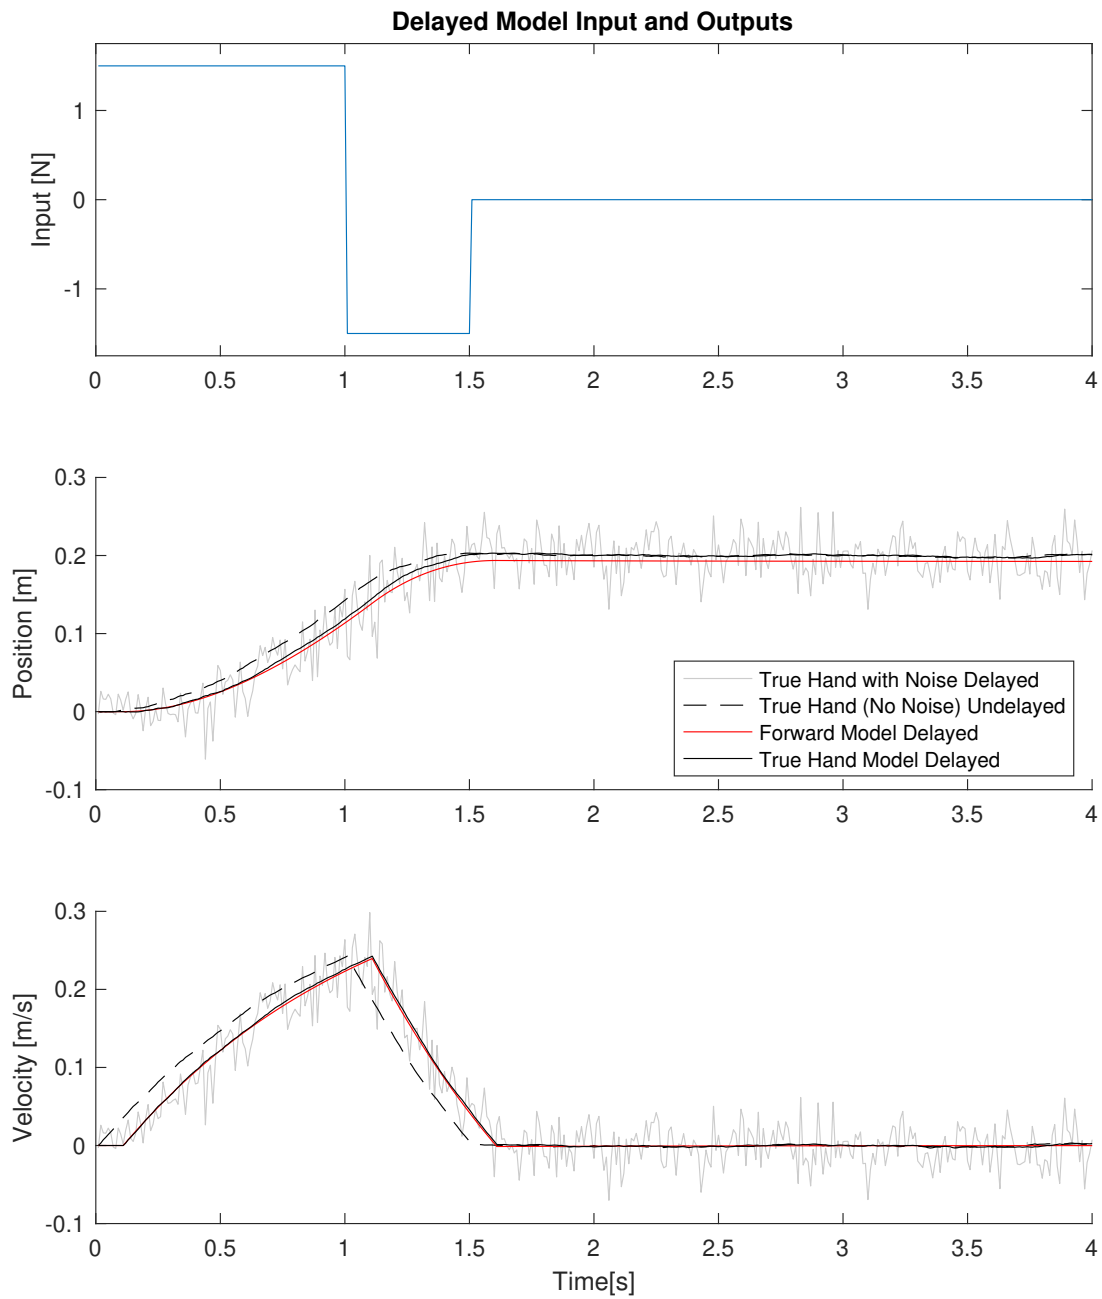 Delayed Model Input and Outputs
Input [N]
1
0
-1
0 0.5 1 1.5 2 2.5 3 3.5 4
Position [m]
0.3
0.2
0.1
0
-0.1
True Hand with Noise Delayed
True Hand (No Noise) Undelayed
Forward Model Delayed
True Hand Model Delayed
0 0.5 1 1.5 2 2.5 3 3.5 4
Velocity [m/s]
0.3
0.2
0.1
0
-0.1
0 0.5 1 1.5 2 2.5 3 3.5 4
Time[s]